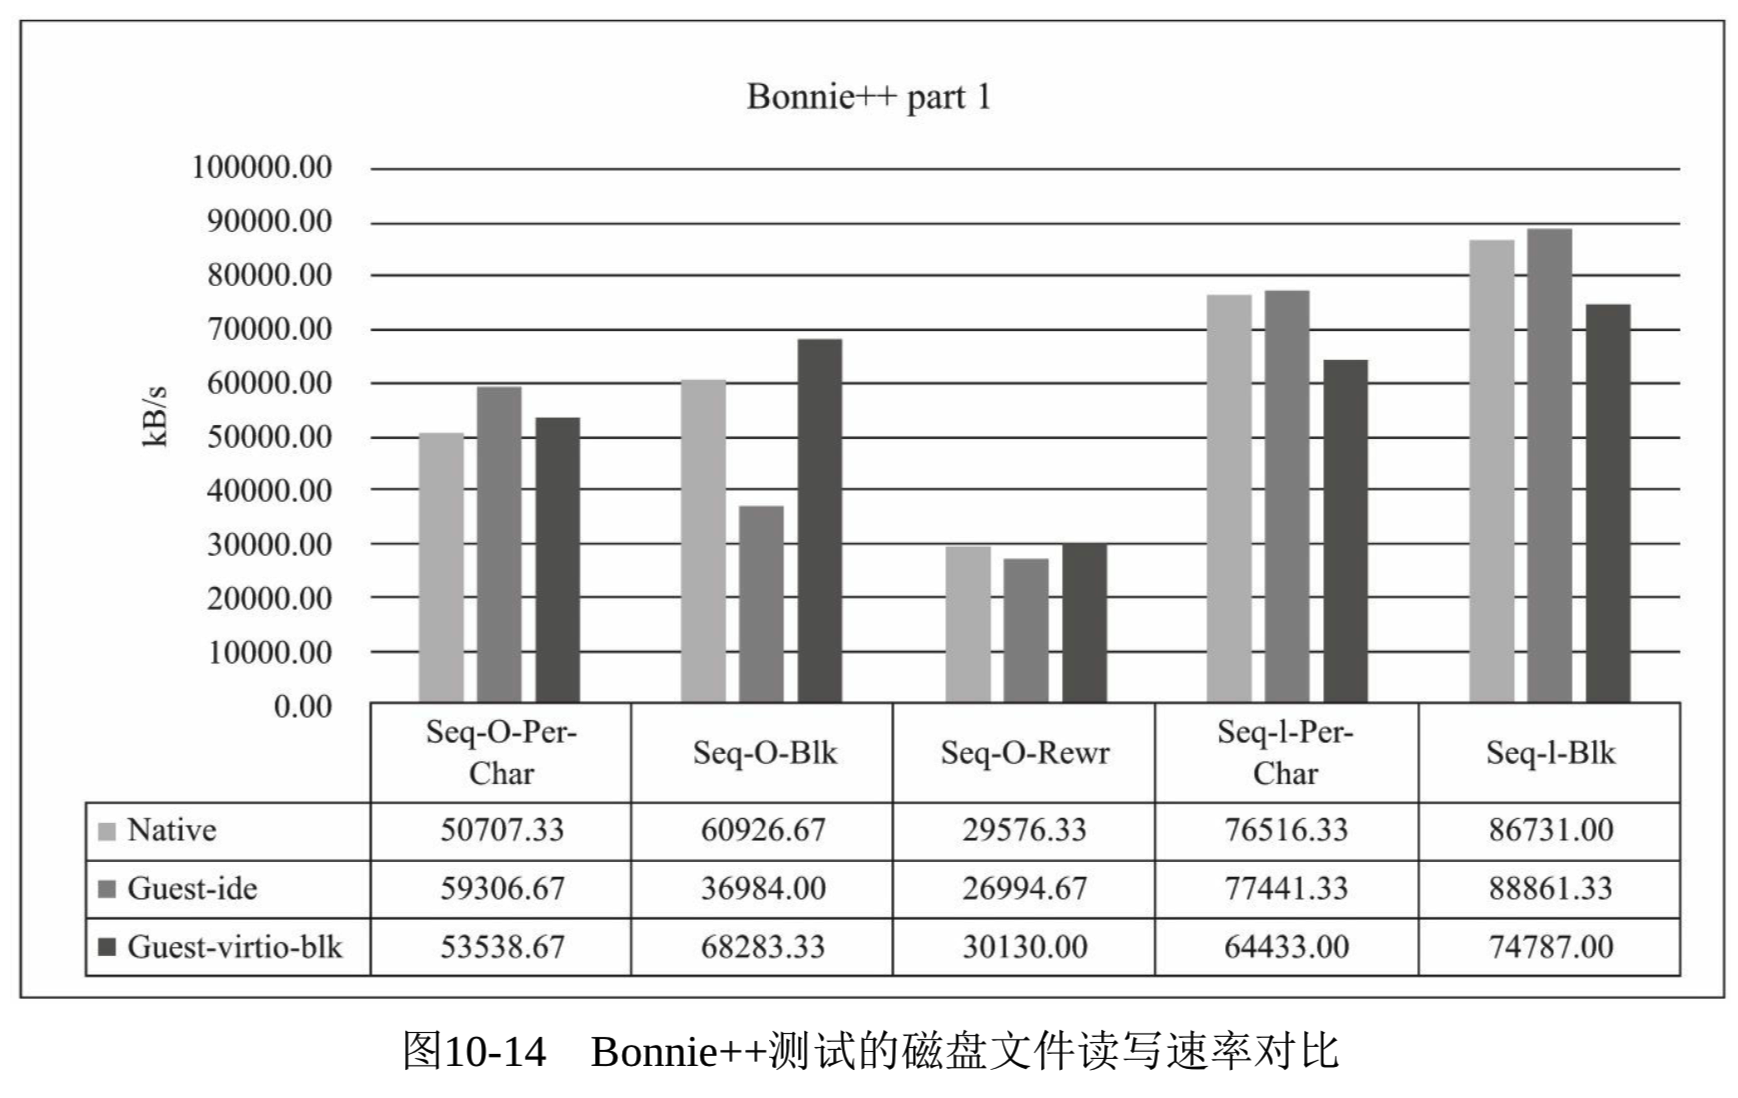 Bonnie++ part 1
100000.00
90000.00
80000.00
70000.00
60000.00
50000.00
40000.00
30000.00
20000.00
10000.00
0.00
kB/s
Seq-O-Per-
Char
Seq-O-Blk
Seq-O-Rewr
Seq-l-Per-
Char
Seq-l-Blk
Native 50707.33 60926.67 29576.33 76516.33 86731.00
Guest-ide 59306.67 36984.00 26994.67 77441.33 88861.33
Guest-virtio-blk 53538.67 68283.33 30130.00 64433.00 74787.00
图10-14 Bonnie++测试的磁盘文件读写速率对比